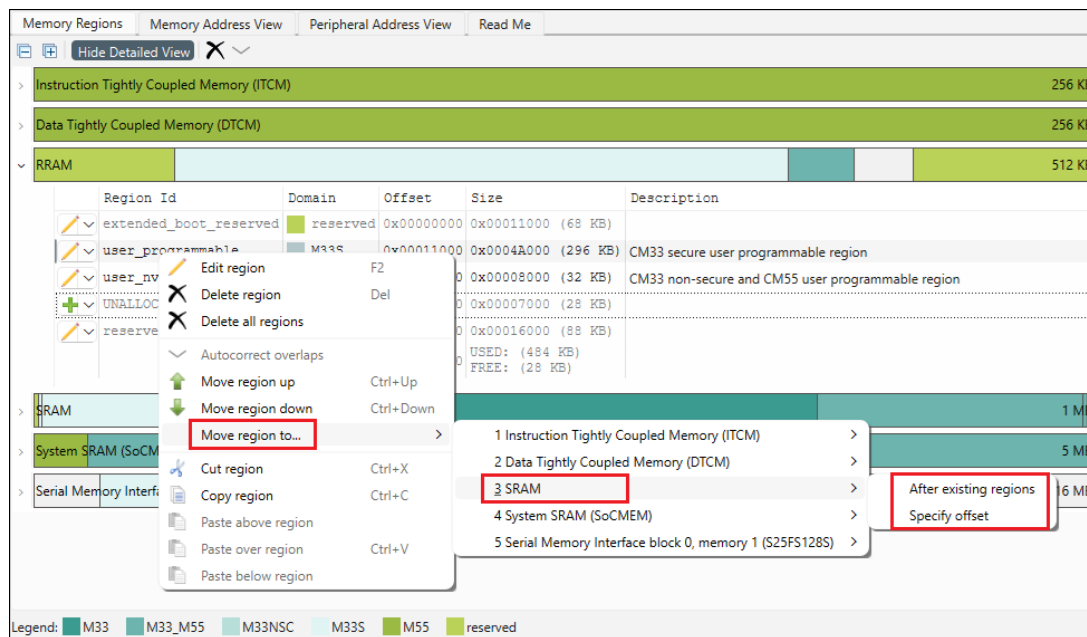 Memory Regions Memory Address View Peripheral Address View Read Me
Hide Detailed View
Instruction Tightly Coupled Memory (ITCM) 256 K
Data Tightly Coupled Memory (DTCM) 256 K
RRAM 512 K
Region Id Domain Offset Size Description
extended_boot_reserved reserved 0x00000000 0x00011000 (68 KB)
user_programmable M33S 0x00011000 0x0004A000 (296 KB) CM33 secure user programmable region
user_nv 0 0x00008000 (32 KB) CM33 non-secure and CM55 user programmable region
UNALLOC 0 0x00007000 (28 KB)
reserve 0 0x00016000 (88 KB)
0 USED: (484 KB)
FREE: (28 KB)
SRAM 1 M
System SRAM (SoCM 5 M
Serial Memory Interf 16 M
Edit region F2
Delete region Del
Delete all regions
Autocorrect overlaps
Move region up Ctrl+Up
Move region down Ctrl+Down
Move region to...
Cut region Ctrl+X
Copy region Ctrl+C
Paste above region
Paste over region Ctrl+V
Paste below region
1 Instruction Tightly Coupled Memory (ITCM)
2 Data Tightly Coupled Memory (DTCM)
3 SRAM
4 System SRAM (SoCMEM)
5 Serial Memory Interface block 0, memory 1 (S25FS128S)
After existing regions
Specify offset
Legend: M33 M33_M55 M33NSC M33S M55 reserved